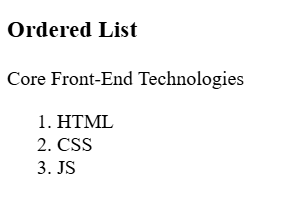 Ordered List
Core Front-End Technologies
1. HTML
2. CSS
3. JS